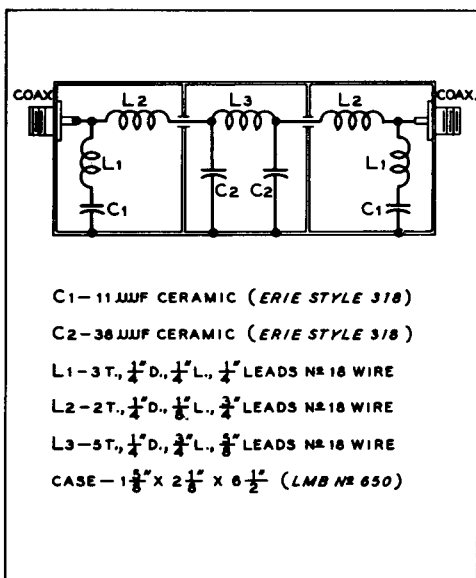 COAX. COAX.
L2 L3 L2
L1 L1
C2 C2
C1 C1
C1–11 µµF CERAMIC (ERIE STYLE 318)
C2–38 µµF CERAMIC (ERIE STYLE 318)
L1–3 T., 1/4" D., 1/4" L., 1/4" LEADS Nº 18 WIRE
L2–2 T., 1/4" D., 1/8" L., 3/4" LEADS Nº 18 WIRE
L3–5 T., 1/4" D., 3/4" L., 5/8" LEADS Nº 18 WIRE
CASE– 1 5/8" X 2 1/8" X 6 1/2" (LMB Nº 650)